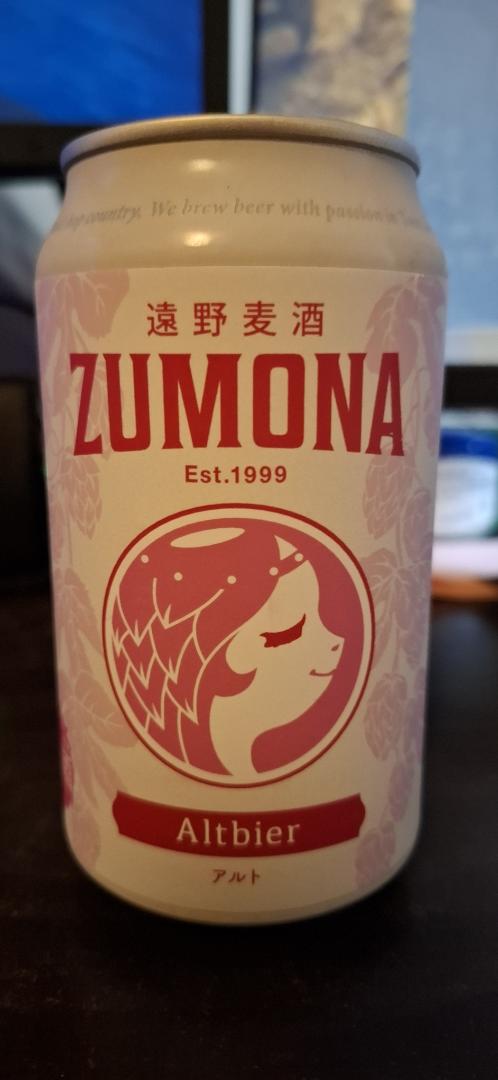 hop country. We brew beer with passion in
遠野麦酒
ZUMONA
Est.1999
Altbier
アルト